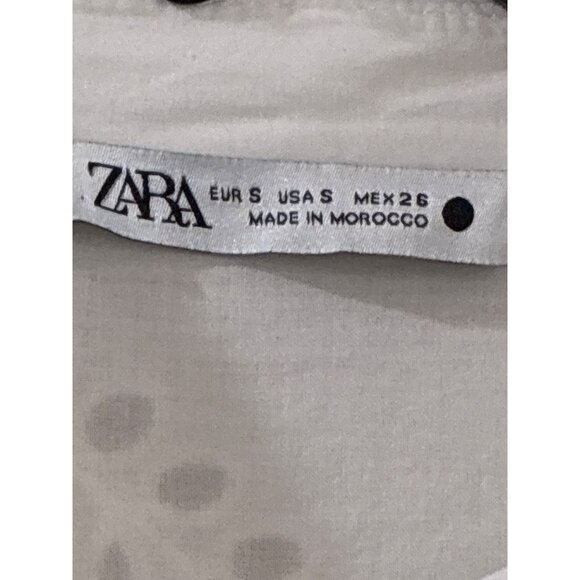 ZARA EUR S USA S MEX 26
MADE IN MOROCCO